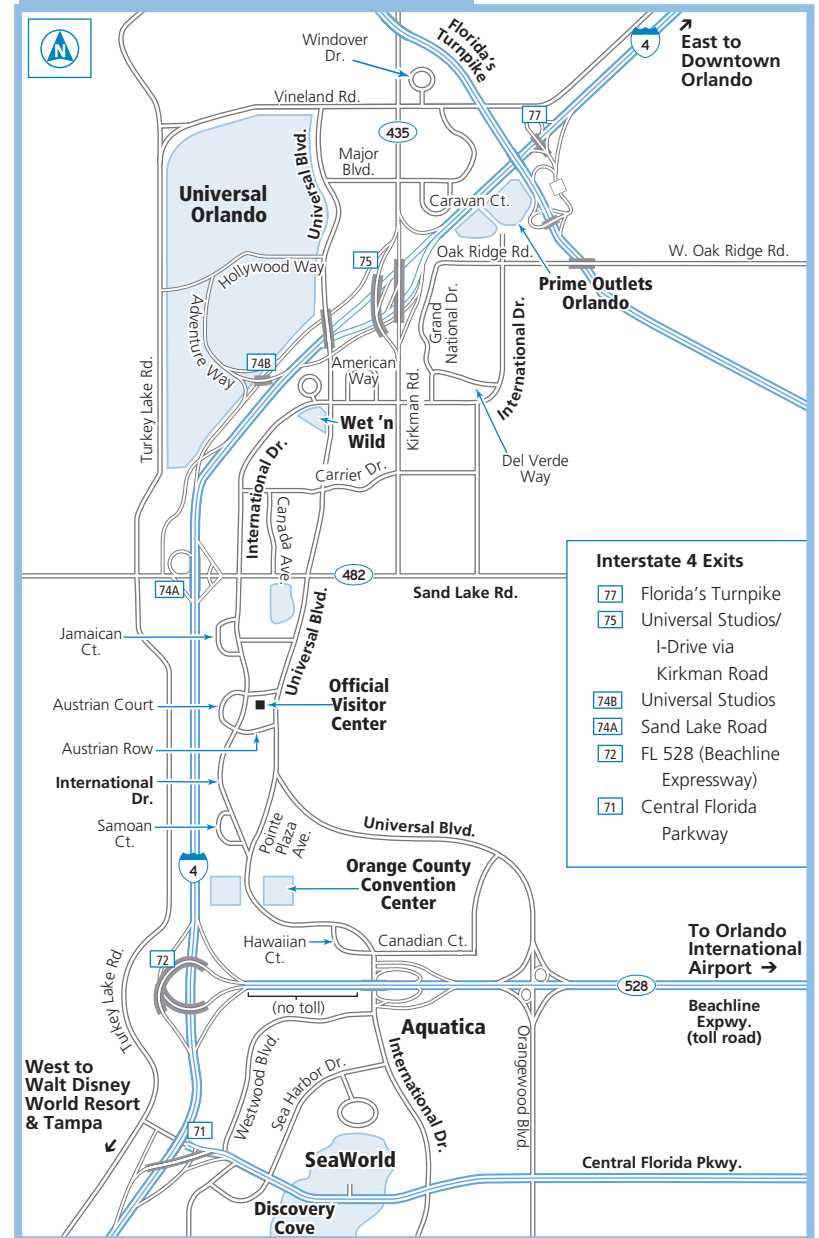 N
Windover
Dr.
Florida's
Turnpike
4
East to
Downtown
Orlando
Vineland Rd.
77
435
Universal Blvd.
Major
Blvd.
Universal
Orlando
Caravan Ct.
Hollywood Way
75
Oak Ridge Rd.
W. Oak Ridge Rd.
Prime Outlets
Orlando
Adventure Way
Grand
National Dr.
International Dr.
74B
American
Way
Turkey Lake Rd.
Kirkman Rd.
Wet 'n
Wild
International Dr.
Del Verde
Way
Carrier Dr.
Canada Ave.
482
74A
Sand Lake Rd.
Interstate 4 Exits
77 Florida's Turnpike
75 Universal Studios/
I-Drive via
Kirkman Road
74B Universal Studios
74A Sand Lake Road
72 FL 528 (Beachline
Expressway)
71 Central Florida
Parkway
Jamaican
Ct.
Universal Blvd.
Official
Visitor
Center
Austrian Court
Austrian Row
International
Dr.
Samoan
Ct.
Pointe
Plaza
Ave.
Universal Blvd.
4
Orange County
Convention
Center
Hawaiian
Ct.
Canadian Ct.
To Orlando
International
Airport →
72
528
(no toll)
Beachline
Expwy.
(toll road)
Turkey Lake Rd.
Aquatica
Westwood Blvd.
Sea Harbor Dr.
International Dr.
Orangewood Blvd.
West to
Walt Disney
World Resort
& Tampa
71
SeaWorld
Central Florida Pkwy.
Discovery
Cove